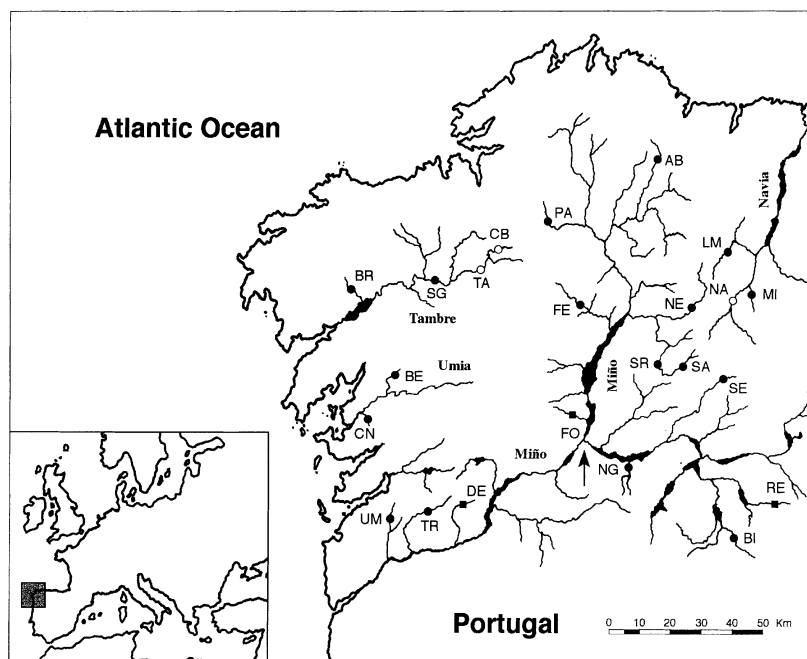 Atlantic Ocean
AB
Navia
PA
CB
LM
BR
SG
TA
NA
MI
NE
FE
Tambre
Miño
SR
SA
BE
Umia
SE
CN
FO
Miño
NG
DE
RE
UM
TR
BI
Portugal
0 10 20 30 40 50 Km